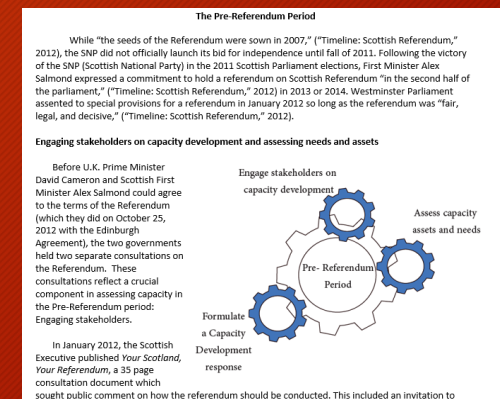 The Pre-Referendum Period
While “the seeds of the Referendum were sown in 2007,” (“Timeline: Scottish Referendum,”
2012), the SNP did not officially launch its bid for independence until fall of 2011. Following the victory
of the SNP (Scottish National Party) in the 2011 Scottish Parliament elections, First Minister Alex
Salmond expressed a commitment to hold a referendum on Scottish Referendum “in the second half of
the parliament,” (“Timeline: Scottish Referendum,” 2012) in 2013 or 2014. Westminster Parliament
assented to special provisions for a referendum in January 2012 so long as the referendum was “fair,
legal, and decisive,” (“Timeline: Scottish Referendum,” 2012).
Engaging stakeholders on capacity development and assessing needs and assets
Before U.K. Prime Minister
David Cameron and Scottish First
Minister Alex Salmond could agree
to the terms of the Referendum
(which they did on October 25,
2012 with the Edinburgh
Agreement), the two governments
held two separate consultations on
the Referendum. These
consultations reflect a crucial
component in assessing capacity in
the Pre-Referendum period:
Engaging stakeholders.
In January 2012, the Scottish
Executive published Your Scotland,
Your Referendum, a 35 page
consultation document which
sought public comment on how the referendum should be conducted. This included an invitation to
Engage stakeholders on
capacity development
Assess capacity
assets and needs
Pre- Referendum
Period
Formulate
a Capacity
Development
response